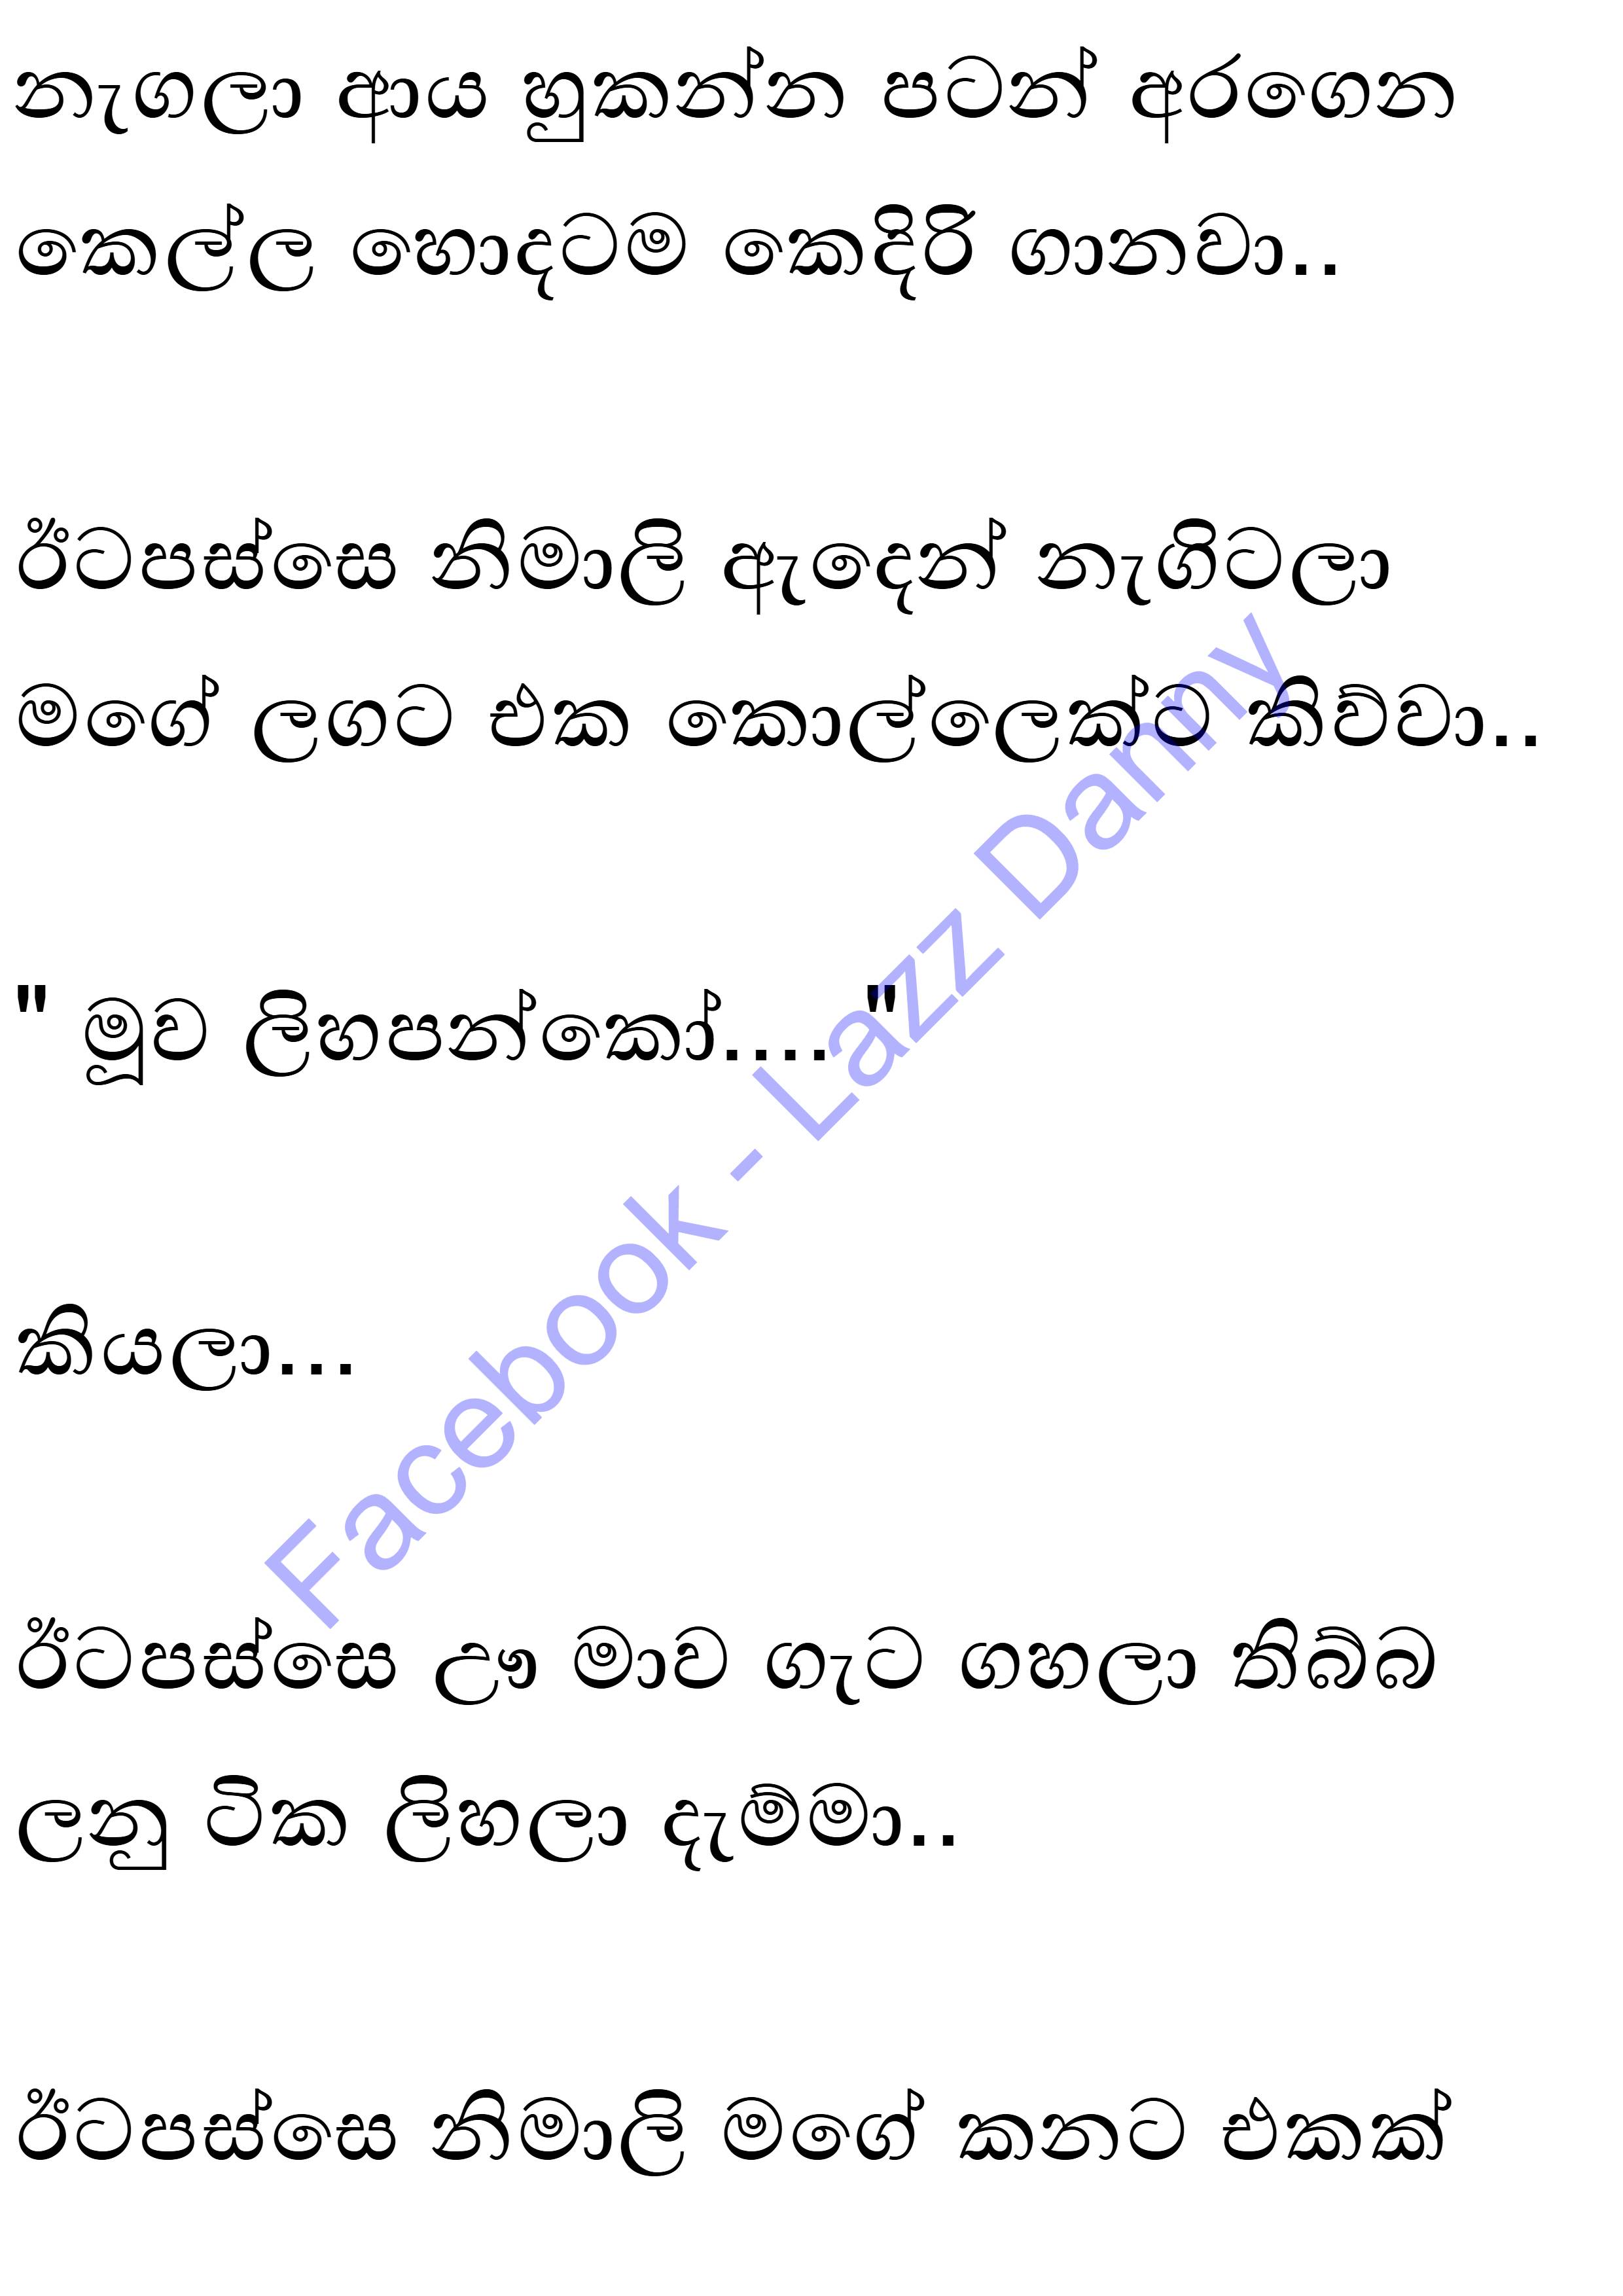 නැගලා ආය හුකන්න පටන් අරගෙන
කෙල්ල හොදටම කෙදිරි ගානවා..
ඊටපස්සෙ නිමාලි ඇදෙන් නැගිටලා
මගේ ලගට එක කොල්ලෙක්ට කිව්වා..
" මූව ලිහපන්කෝ...."
කියලා...
ඊටපස්සෙ ඌ මාව ගැට ගහලා තිබ්බ
ලනු ටික ලිහලා දැම්මා..
ඊටපස්සෙ නිමාලි මගේ කනට එකක්
Facebook - Lazz Danny